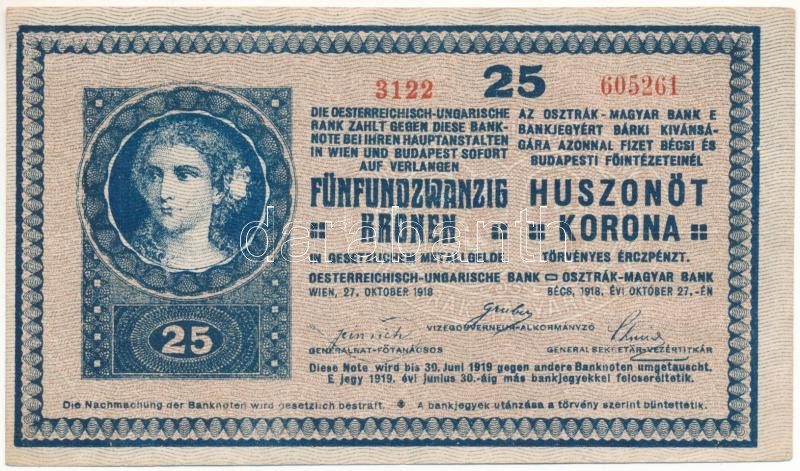 3122 25 605261
DIE OESTERREICHISCH-UNGARISCHE
BANK ZAHLT GEGEN DIESE BANK-
NOTE BEI IHREN HAUPTANSTALTEN
IN WIEN UND BUDAPEST SOFORT
AUF VERLANGEN
FÜNFUNDZWANZIG
KRONEN
IN GESETZLICHEM METALLGELDE.
OESTERREICHISCH-UNGARISCHE BANK
WIEN, 27. OKTOBER 1918
AZ OSZTRÁK-MAGYAR BANK E
BANKJEGYÉRT BÁRKI KIVÁNSÁ-
GÁRA AZONNAL FIZET BÉCSI ÉS
BUDAPESTI FŐINTÉZETEINÉL
HUSZONÖT
KORONA
TÖRVÉNYES ÉRCZPÉNZT.
OSZTRÁK-MAGYAR BANK
BÉCS, 1918. ÉVI OKTÓBER 27.-ÉN
darabanth
25
Gruber
VIZEGOUVERNEUR-ALKORMÁNYZÓ
GENERALRAT-FŐTANÁCSOS
GENERALSEKRETÄR-VEZÉRTITKÁR
Diese Note wird bis 30. Juni 1919 gegen andere Banknoten umgetauscht.
E jegy 1919. évi junius 30.-áig más bankjegyekkel felcseréltetik.
Die Nachmachung der Banknoten wird gesetzlich bestraft. A bankjegyek utánzása a törvény szerint büntettetik.